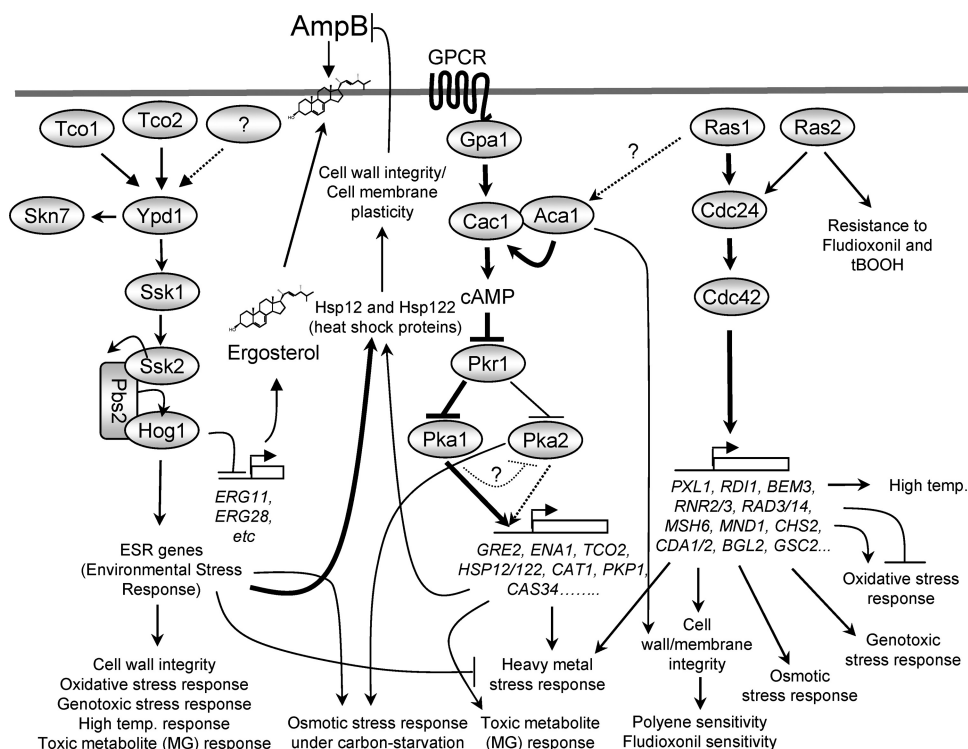 AmpB
GPCR
HO
Tco1
Tco2
?
Gpa1
Ras1
Ras2
?
Cell wall integrity/
Cell membrane
plasticity
Skn7
Ypd1
Cac1
Aca1
Cdc24
Resistance to
Fludioxonil and
tBOOH
Ssk1
cAMP
Cdc42
HO
Hsp12 and Hsp122
(heat shock proteins)
Ergosterol
Ssk2
Pbs2
Hog1
Pkr1
Pka1
Pka2
?
ERG11,
ERG28,
etc
PXL1, RDI1, BEM3,
RNR2/3, RAD3/14,
MSH6, MND1, CHS2,
CDA1/2, BGL2, GSC2...
High temp.
GRE2, ENA1, TCO2,
HSP12/122, CAT1, PKP1,
CAS34........
ESR genes
(Environmental Stress
Response)
Oxidative stress
response
Cell
wall/membrane
integrity
Genotoxic
stress response
Heavy metal
stress response
Osmotic
stress response
Cell wall integrity
Oxidative stress response
Genotoxic stress response
High temp. response
Toxic metabolite (MG) response
Osmotic stress response
under carbon-starvation
Toxic metabolite
(MG) response
Polyene sensitivity
Fludioxonil sensitivity